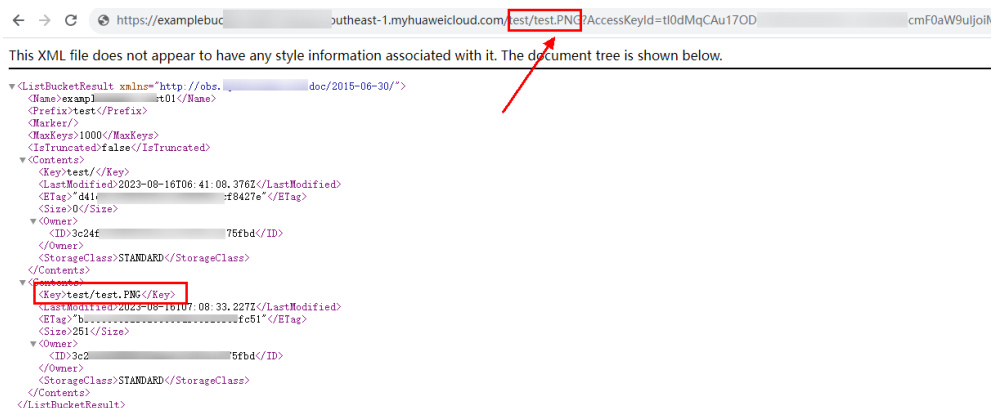 https://examplebuc outheast-1.myhuaweicloud.com/test/test.PNG?AccessKeyId=tl0dMqCAu17OD cmF0aW9uIjoiM
This XML file does not appear to have any style information associated with it. The document tree is shown below.
▼<ListBucketResult xmlns="http://obs. doc/2015-06-30/">
<Name>exampl t01</Name>
<Prefix>test</Prefix>
<Marker/>
<MaxKeys>1000</MaxKeys>
<IsTruncated>false</IsTruncated>
▼<Contents>
<Key>test/</Key>
<LastModified>2023-08-16T06:41:08.376Z</LastModified>
<ETag>"d41 f8427e"</ETag>
<Size>0</Size>
▼<Owner>
<ID>3c24f 75fbd</ID>
</Owner>
<StorageClass>STANDARD</StorageClass>
</Contents>
▼<Contents>
<Key>test/test.PNG</Key>
<LastModified>2023-08-16T07:08:33.227Z</LastModified>
<ETag>"b fc51"</ETag>
<Size>251</Size>
▼<Owner>
<ID>3c2 75fbd</ID>
</Owner>
<StorageClass>STANDARD</StorageClass>
</Contents>
</ListBucketResult>